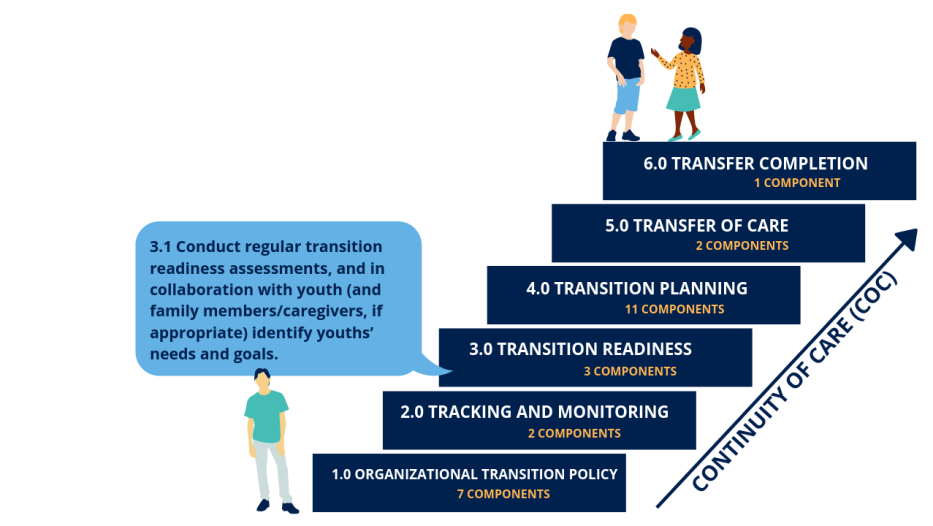 6.0 TRANSFER COMPLETION
1 COMPONENT
5.0 TRANSFER OF CARE
2 COMPONENTS
3.1 Conduct regular transition
readiness assessments, and in
collaboration with youth (and
family members/caregivers, if
appropriate) identify youths’
needs and goals.
4.0 TRANSITION PLANNING
11 COMPONENTS
3.0 TRANSITION READINESS
3 COMPONENTS
2.0 TRACKING AND MONITORING
2 COMPONENTS
1.0 ORGANIZATIONAL TRANSITION POLICY
7 COMPONENTS
CONTINUITY OF CARE (COC)